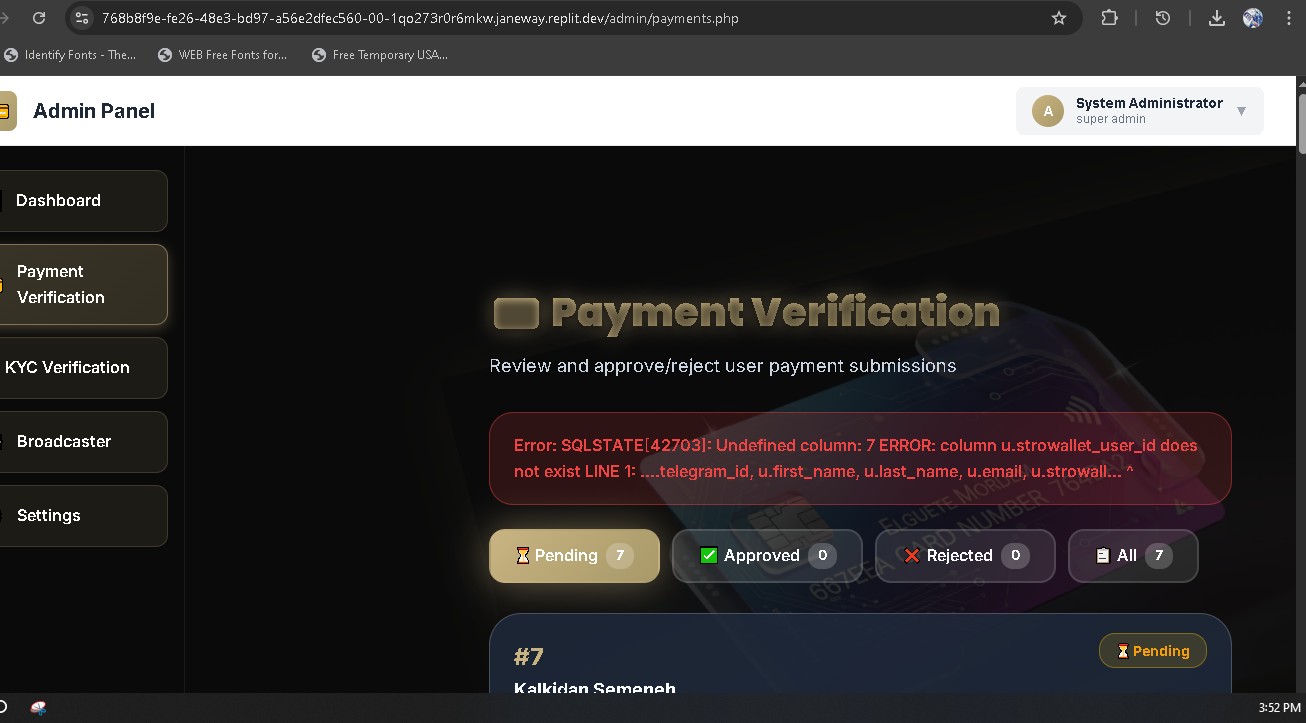 768b8f9e-fe26-48e3-bd97-a56e2dfec560-00-1qo273r0r6mkw.janeway.replit.dev/admin/payments.php
Identify Fonts - The... WEB Free Fonts for... Free Temporary USA...
Admin Panel
A System Administrator
super admin
Dashboard
Payment
Verification
KYC Verification
Broadcaster
Settings
Payment Verification
Review and approve/reject user payment submissions
Error: SQLSTATE[42703]: Undefined column: 7 ERROR: column u.strowallet_user_id does
not exist LINE 1: ....telegram_id, u.first_name, u.last_name, u.email, u.strowall... ^
Pending 7 Approved 0 Rejected 0 All 7
CARD NUMBER
#7 Pending
Kalkidan Semeneh
3:52 PM